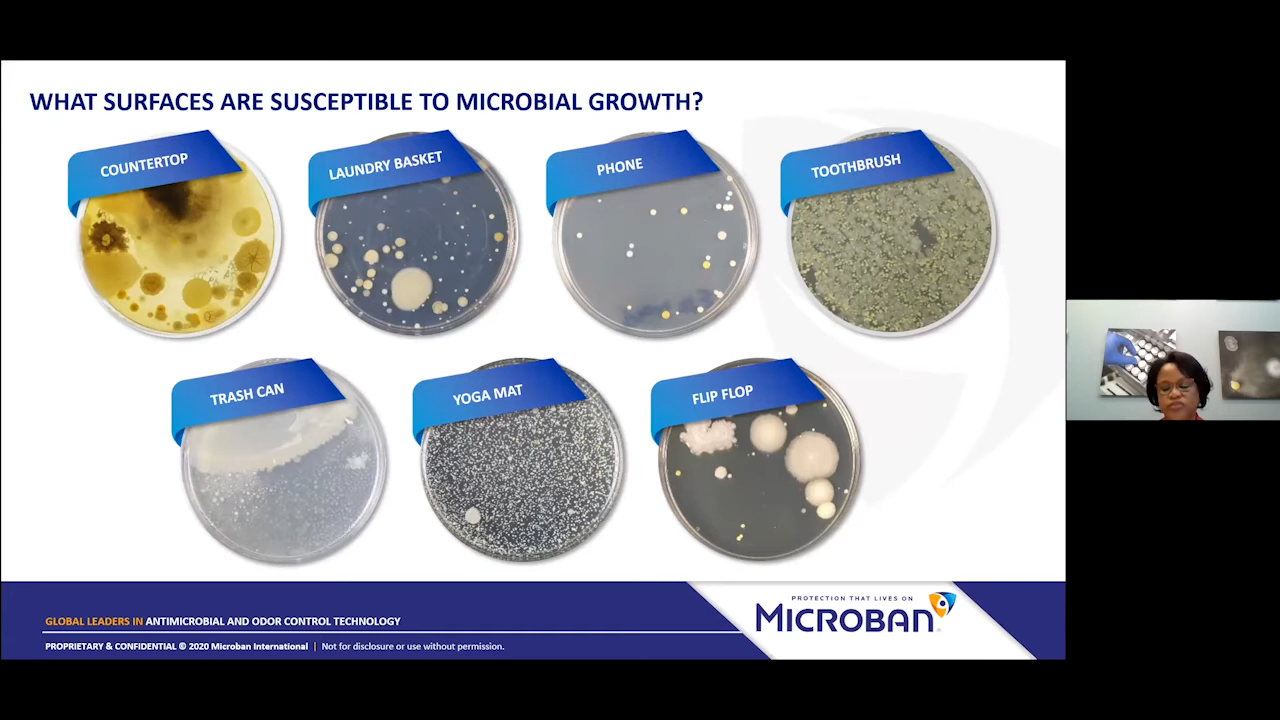 WHAT SURFACES ARE SUSCEPTIBLE TO MICROBIAL GROWTH?
COUNTERTOP
LAUNDRY BASKET
PHONE
TOOTHBRUSH
TRASH CAN
YOGA MAT
FLIP FLOP
GLOBAL LEADERS IN ANTIMICROBIAL AND ODOR CONTROL TECHNOLOGY
PROPRIETARY & CONFIDENTIAL © 2020 Microban International | Not for disclosure or use without permission.
PROTECTION THAT LIVES ON
MICROBAN®